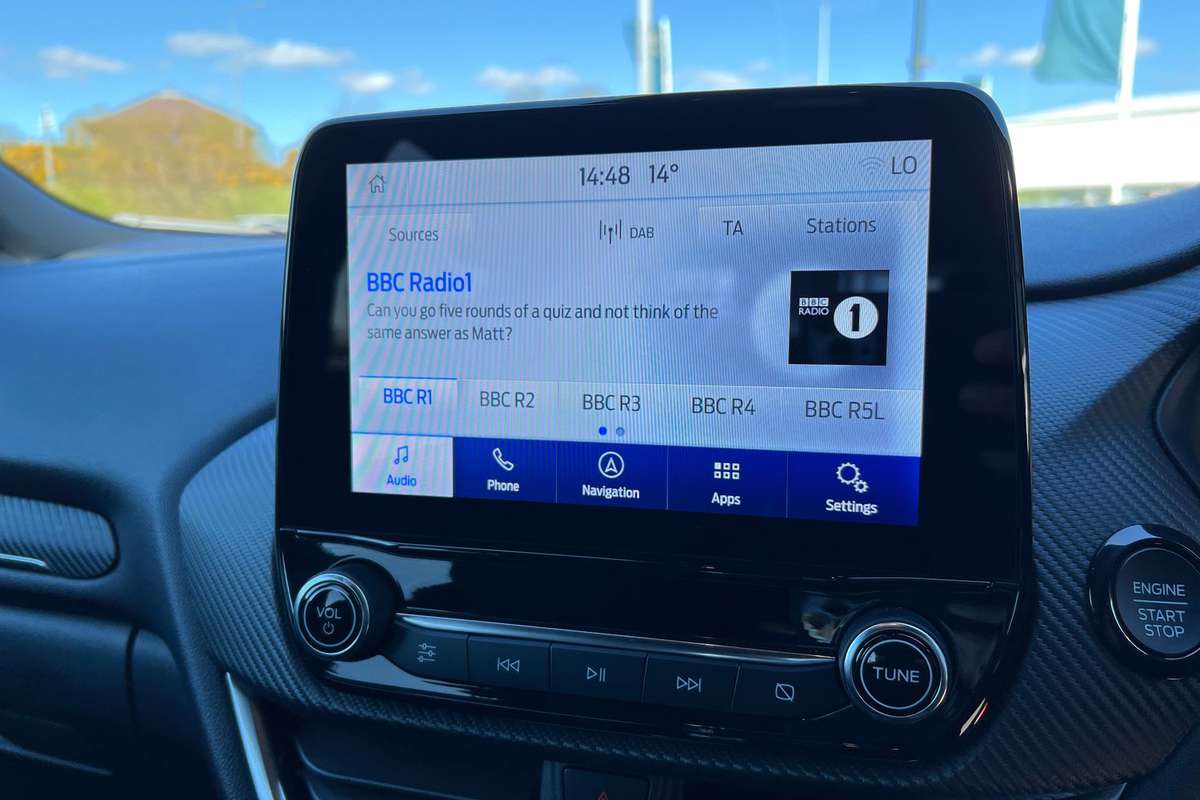 14:48 14° LO
Sources DAB TA Stations
BBC Radio1
Can you go five rounds of a quiz and not think of the
same answer as Matt?
BBC
RADIO
1
BBC R1 BBC R2 BBC R3 BBC R4 BBC R5L
Audio Phone Navigation Apps Settings
VOL
TUNE
ENGINE
START
STOP